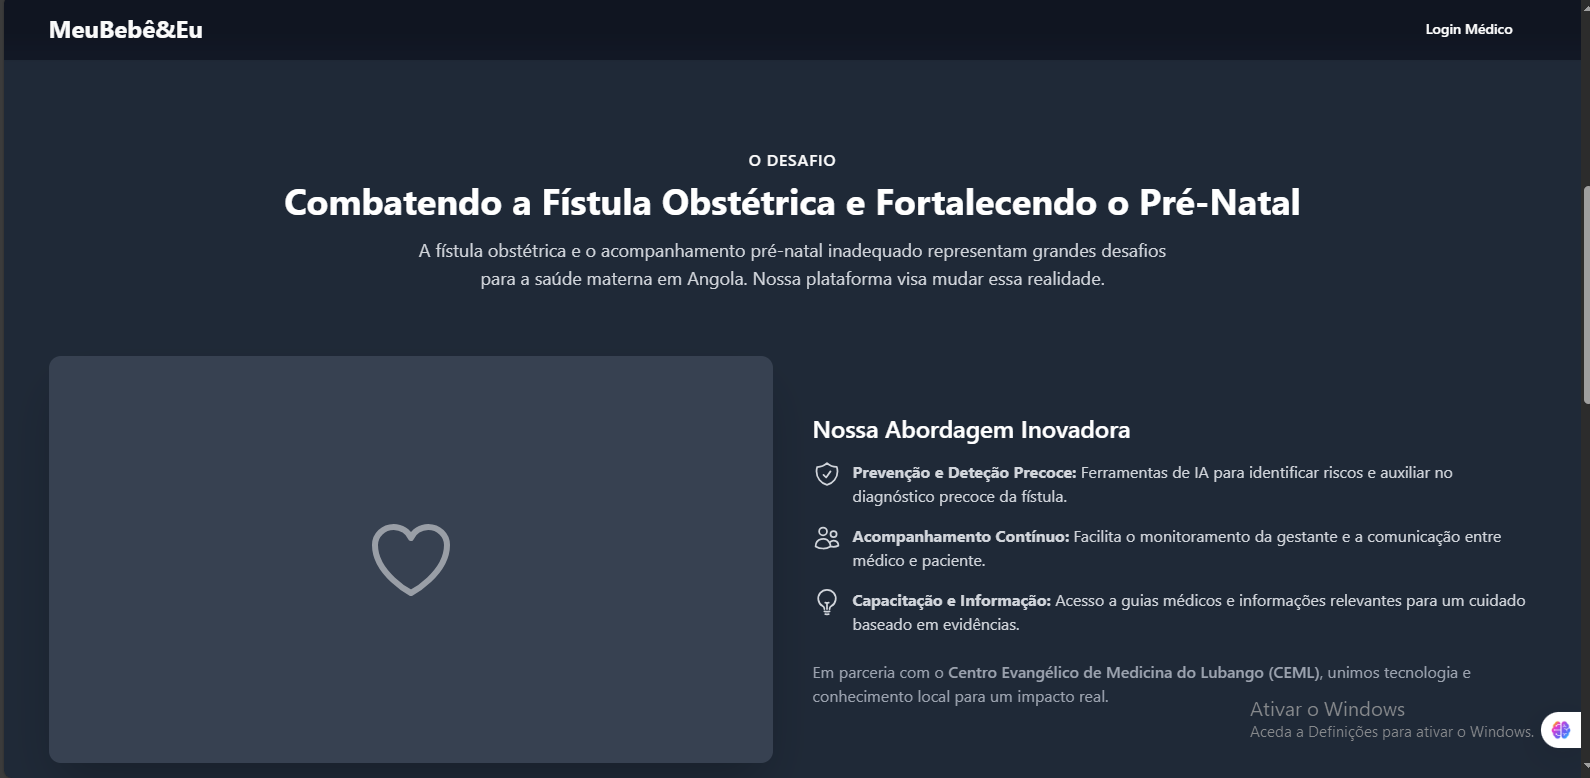 MeuBebê&Eu
Login Médico
O DESAFIO
Combatendo a Fístula Obstétrica e Fortalecendo o Pré-Natal
A fístula obstétrica e o acompanhamento pré-natal inadequado representam grandes desafios
para a saúde materna em Angola. Nossa plataforma visa mudar essa realidade.
Nossa Abordagem Inovadora
Prevenção e Deteção Precoce: Ferramentas de IA para identificar riscos e auxiliar no
diagnóstico precoce da fístula.
Acompanhamento Contínuo: Facilita o monitoramento da gestante e a comunicação entre
médico e paciente.
Capacitação e Informação: Acesso a guias médicos e informações relevantes para um cuidado
baseado em evidências.
Em parceria com o Centro Evangélico de Medicina do Lubango (CEML), unimos tecnologia e
conhecimento local para um impacto real.
Ativar o Windows
Aceda a Definições para ativar o Windows.